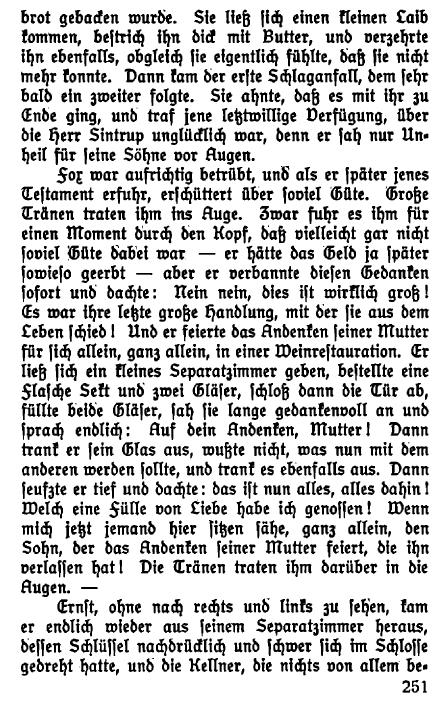 brot gebacken wurde. Sie ließ sich einen kleinen Laib
kommen, bestrich ihn dick mit Butter, und verzehrte
ihn ebenfalls, obgleich sie eigentlich fühlte, daß sie nicht
mehr konnte. Dann kam der erste Schlaganfall, dem sehr
bald ein zweiter folgte. Sie ahnte, daß es mit ihr zu
Ende ging, und traf jene letztwillige Verfügung, über
die Herr Sintrup unglücklich war, denn er sah nur Un-
heil für seine Söhne vor Augen.
Fox war aufrichtig betrübt, und als er später jenes
Testament erfuhr, erschüttert über soviel Güte. Große
Tränen traten ihm ins Auge. Zwar fuhr es ihm für
einen Moment durch den Kopf, daß vielleicht gar nicht
soviel Güte dabei war — er hätte das Geld ja später
sowieso geerbt — aber er verbannte diesen Gedanken
sofort und dachte: Nein nein, dies ist wirklich groß!
Es war ihre letzte große Handlung, mit der sie aus dem
Leben schied! Und er feierte das Andenken seiner Mutter
für sich allein, ganz allein, in einer Weinrestauration. Er
ließ sich ein kleines Separatzimmer geben, bestellte eine
Flasche Sekt und zwei Gläser, schloß dann die Tür ab,
füllte beide Gläser, sah sie lange gedankenvoll an und
sprach endlich: Auf dein Andenken, Mutter! Dann
trank er sein Glas aus, wußte nicht, was nun mit dem
anderen werden sollte, und trank es ebenfalls aus. Dann
seufzte er tief und dachte: das ist nun alles, alles dahin!
Welch eine Fülle von Liebe habe ich genossen! Wenn
mich jetzt jemand hier sitzen sähe, ganz allein, den
Sohn, der das Andenken seiner Mutter feiert, die ihn
verlassen hat! Die Tränen traten ihm darüber in die
Augen. —
Ernst, ohne nach rechts und links zu sehen, kam
er endlich wieder aus seinem Separatzimmer heraus,
dessen Schlüssel nachdrücklich und schwer sich im Schlosse
gedreht hatte, und die Kellner, die nichts von allem be-
251